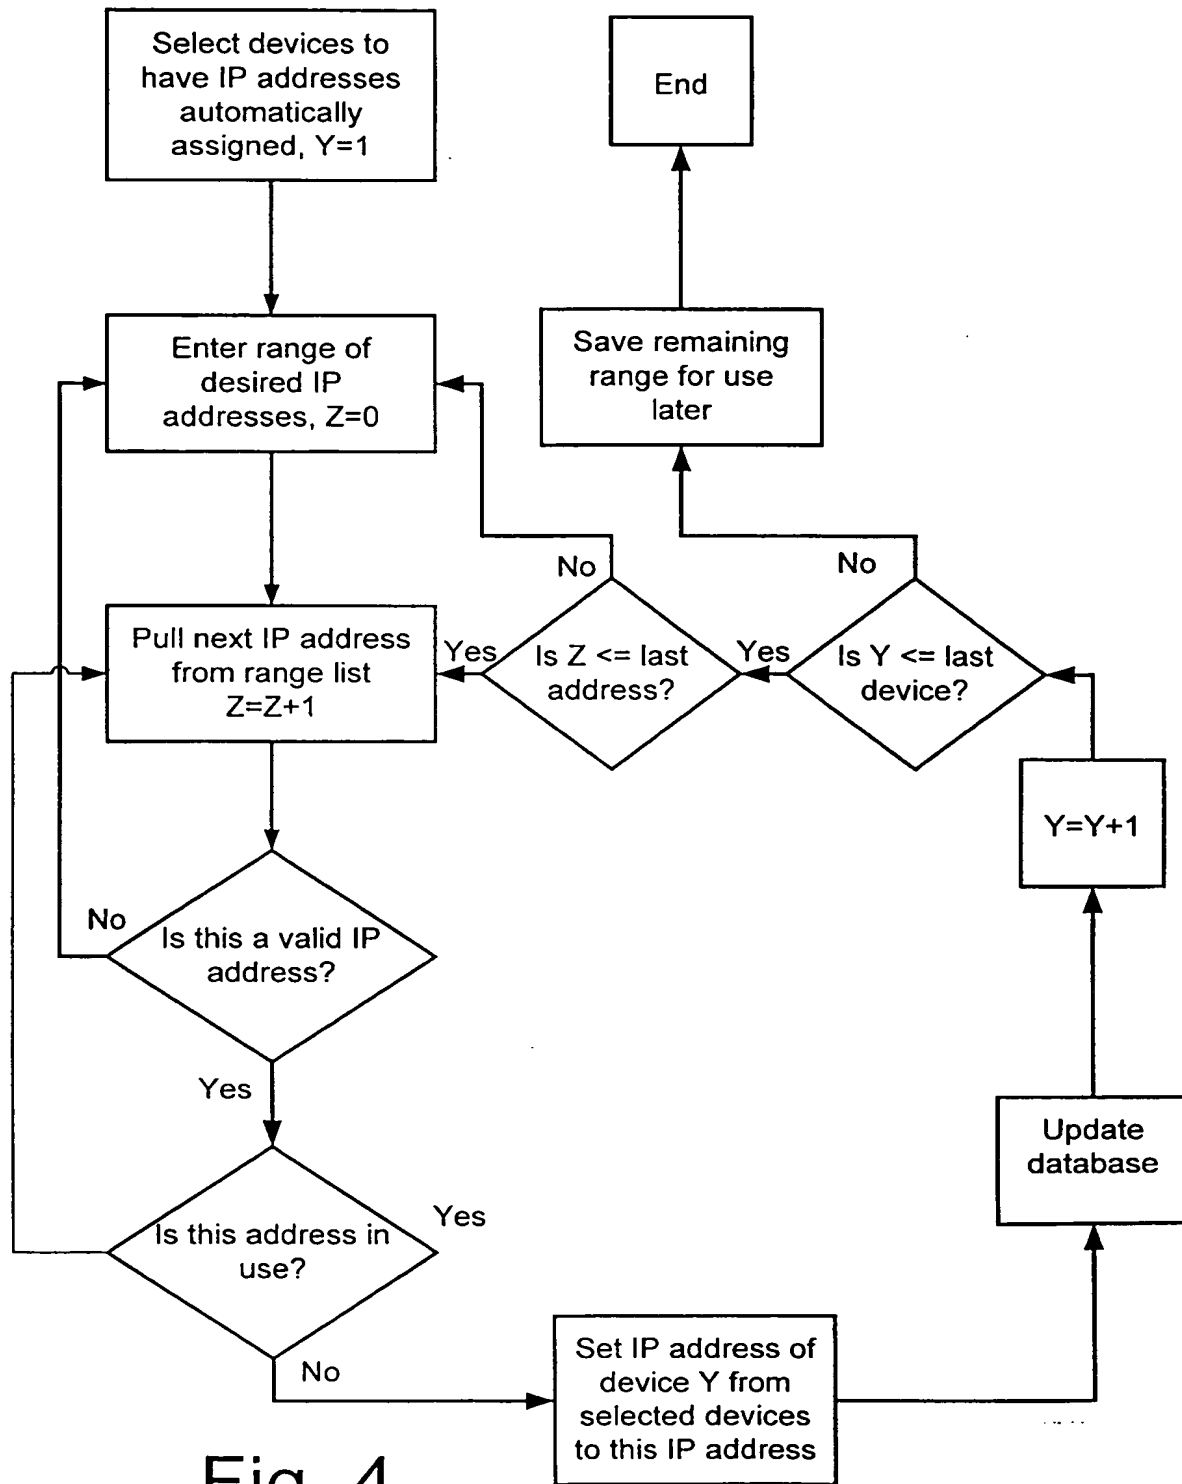 Select devices to
have IP addresses
automatically
assigned, Y=1
End
Enter range of
desired IP
addresses, Z=0
Save remaining
range for use
later
No
No
Pull next IP address
from range list
Z=Z+1
Yes
Is Z <= last
address?
Yes
Is Y <= last
device?
Y=Y+1
No
Is this a valid IP
address?
Yes
Update
database
Is this address in
use?
Yes
No
Set IP address of
device Y from
selected devices
to this IP address
Fig. 4